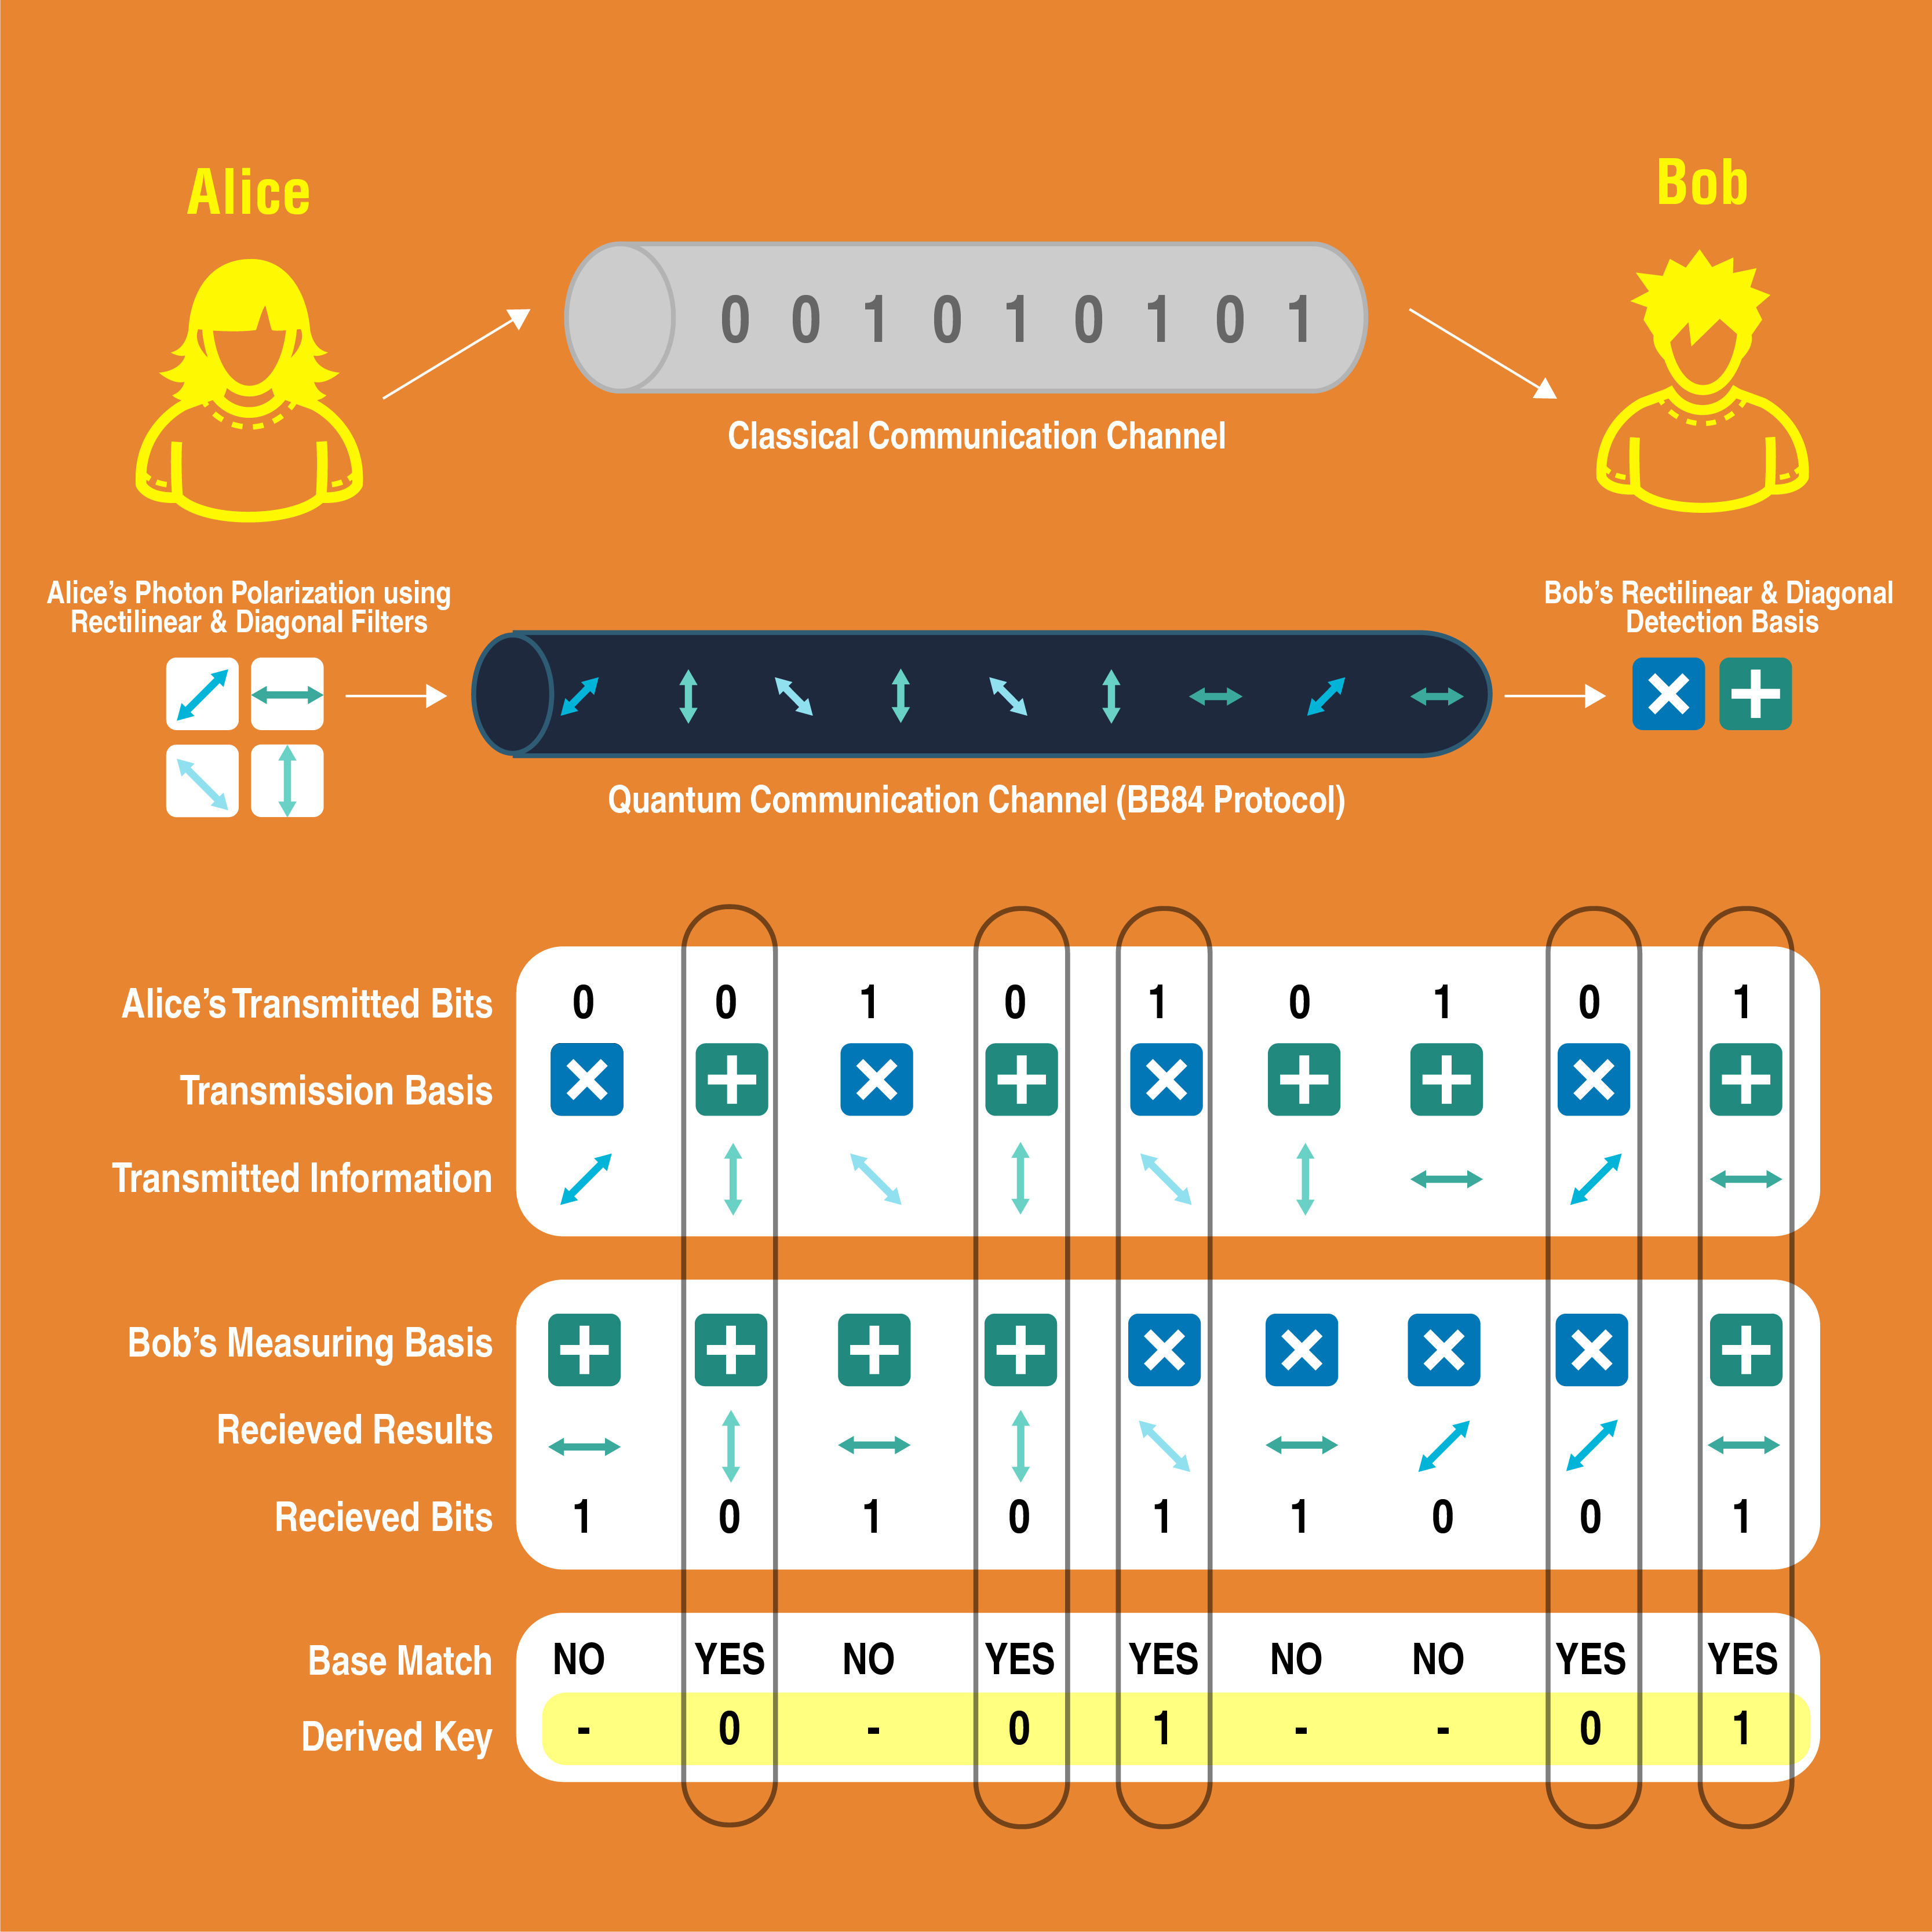 Alice
Bob
0 0 1 0 1 0 1 0 1
Classical Communication Channel
Alice's Photon Polarization using
Rectilinear & Diagonal Filters
Bob's Rectilinear & Diagonal
Detection Basis
Quantum Communication Channel (BB84 Protocol)
Alice's Transmitted Bits 0 0 1 0 1 0 1 0 1
Transmission Basis
Transmitted Information
Bob's Measuring Basis
Recieved Results
Recieved Bits 1 0 1 0 1 1 0 0 1
Base Match NO YES NO YES YES NO NO YES YES
Derived Key - 0 - 0 1 - - 0 1